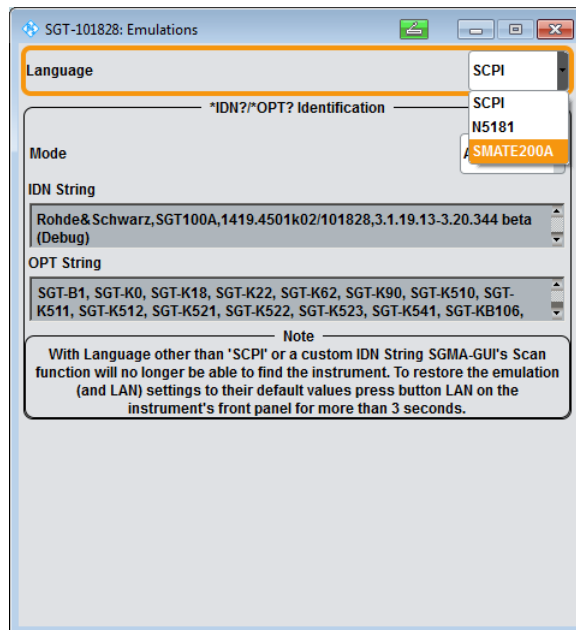 SGT-101828: Emulations
Language
SCPI
SCPI
N5181
SMATE200A
*IDN?/*OPT? Identification
Mode
A
IDN String
Rohde&Schwarz,SGT100A,1419.4501k02/101828,3.1.19.13-3.20.344 beta
(Debug)
OPT String
SGT-B1, SGT-K0, SGT-K18, SGT-K22, SGT-K62, SGT-K90, SGT-K510, SGT-
K511, SGT-K512, SGT-K521, SGT-K522, SGT-K523, SGT-K541, SGT-KB106,
Note
With Language other than 'SCPI' or a custom IDN String SGMA-GUI's Scan
function will no longer be able to find the instrument. To restore the emulation
(and LAN) settings to their default values press button LAN on the
instrument's front panel for more than 3 seconds.